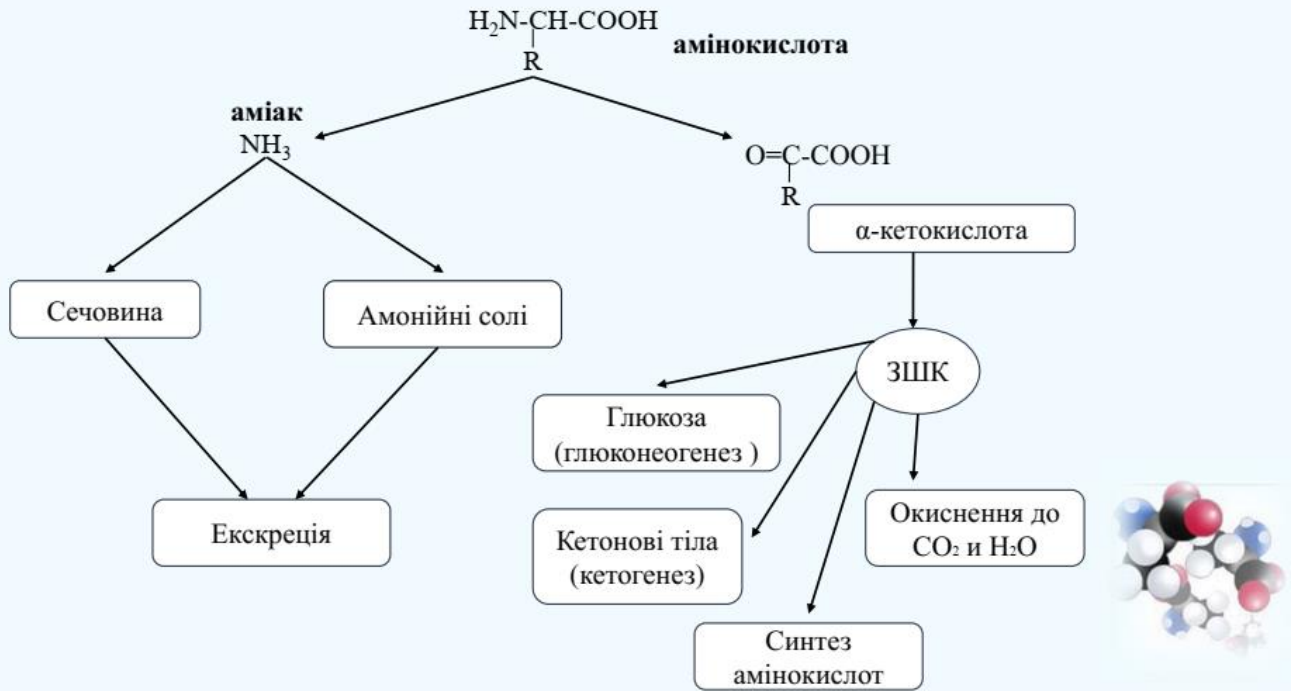 H₂N-CH-COOH
R
амінокислота
аміак
NH₃
O=C-COOH
R
α-кетокислота
Сечовина
Амонійні солі
ЗШК
Глюкоза
(глюконеогенез )
Екскреція
Кетонові тіла
(кетогенез)
Окиснення до
CO₂ и H₂O
Синтез
амінокислот